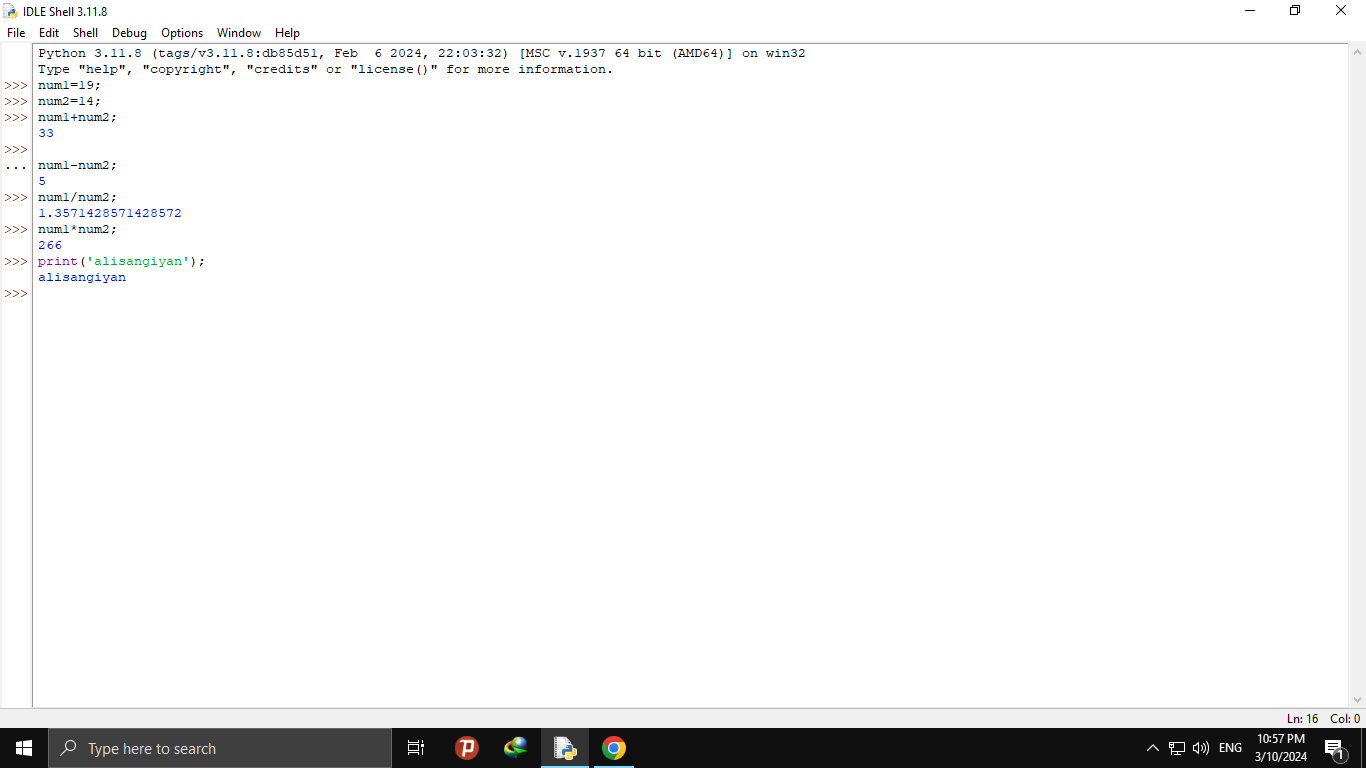 IDLE Shell 3.11.8
File Edit Shell Debug Options Window Help
Python 3.11.8 (tags/v3.11.8:db85d51, Feb  6 2024, 22:03:32) [MSC v.1937 64 bit (AMD64)] on win32
Type "help", "copyright", "credits" or "license()" for more information.
>>> num1=19;
>>> num2=14;
>>> num1+num2;
33
>>>
... num1-num2;
5
>>> num1/num2;
1.3571428571428572
>>> num1*num2;
266
>>> print('alisangiyan');
alisangiyan
>>>
Ln: 16 Col: 0
Type here to search
ENG
10:57 PM
3/10/2024
1